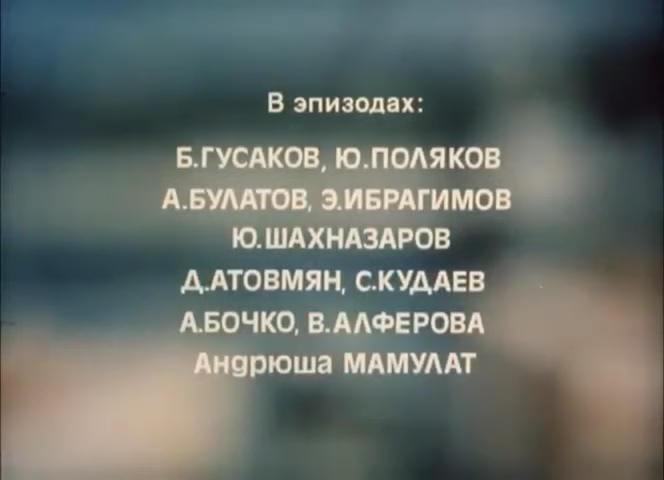 В эпизодах:
Б.ГУСАКОВ, Ю.ПОЛЯКОВ
А.БУЛАТОВ, Э.ИБРАГИМОВ
Ю.ШАХНАЗАРОВ
Д.АТОВМЯН, С.КУДАЕВ
А.БОЧКО, В.АЛФЕРОВА
Андрюша МАМУЛАТ